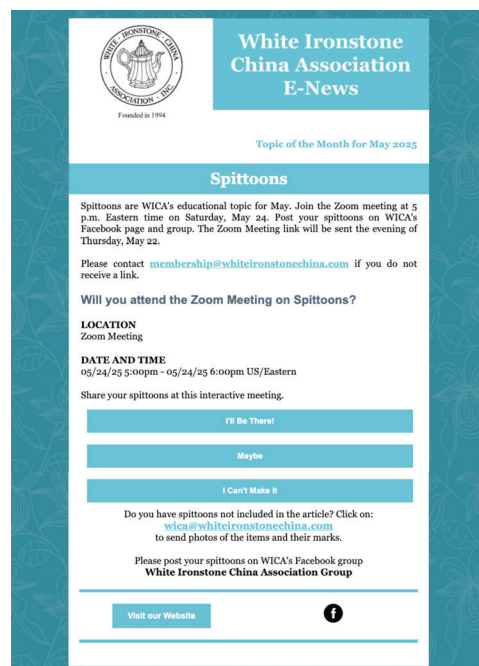 WHITE IRONSTONE CHINA
ASSOCIATION, INC.
Founded in 1994
White Ironstone
China Association
E-News
Topic of the Month for May 2025
Spittoons
Spittoons are WICA's educational topic for May. Join the Zoom meeting at 5
p.m. Eastern time on Saturday, May 24. Post your spittoons on WICA's
Facebook page and group. The Zoom Meeting link will be sent the evening of
Thursday, May 22.
Please contact membership@whiteironstonechina.com if you do not
receive a link.
Will you attend the Zoom Meeting on Spittoons?
LOCATION
Zoom Meeting
DATE AND TIME
05/24/25 5:00pm - 05/24/25 6:00pm US/Eastern
Share your spittoons at this interactive meeting.
I'll Be There!
Maybe
I Can't Make It
Do you have spittoons not included in the article? Click on:
wica@whiteironstonechina.com
to send photos of the items and their marks.
Please post your spittoons on WICA's Facebook group
White Ironstone China Association Group
Visit our Website
f